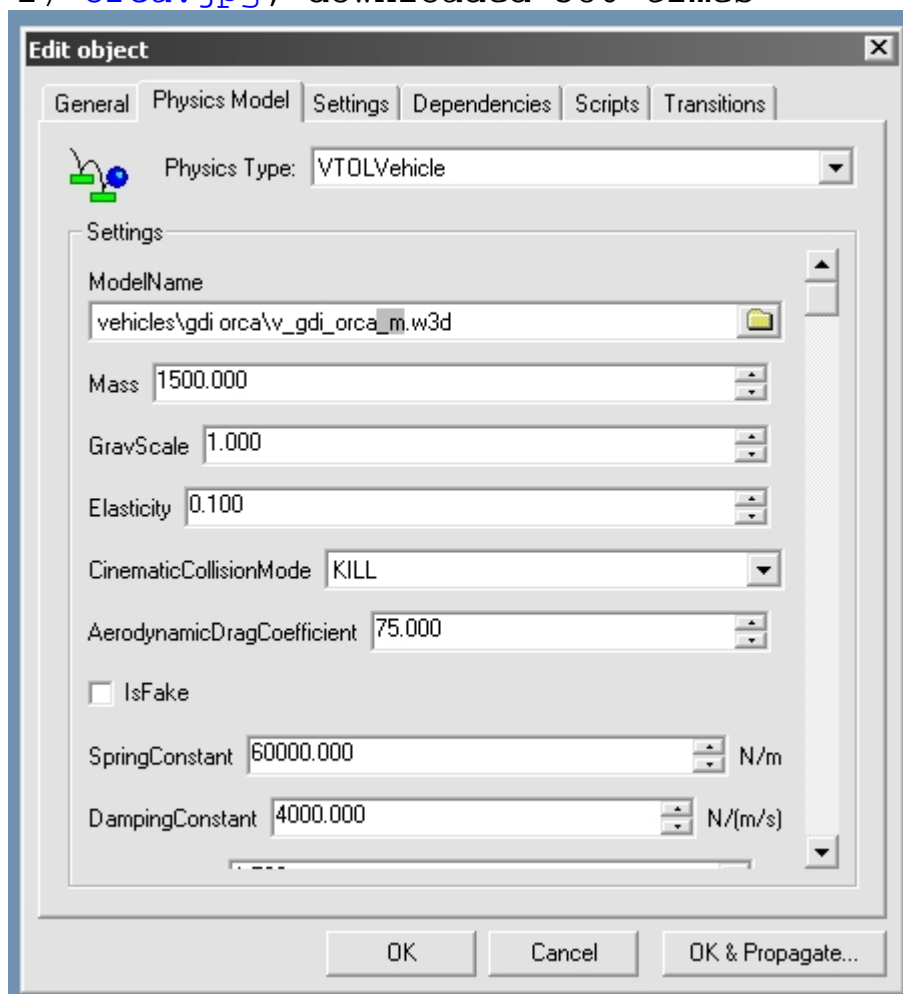 Edit object
General Physics Model Settings Dependencies Scripts Transitions
Physics Type: VTOLVehicle
Settings
ModelName
vehicles\gdi orca\v_gdi_orca_m.w3d
Mass 1500.000
GravScale 1.000
Elasticity 0.100
CinematicCollisionMode KILL
AerodynamicDragCoefficient 75.000
IsFake
SpringConstant 60000.000 N/m
DampingConstant 4000.000 N/(m/s)
OK Cancel OK & Propagate...